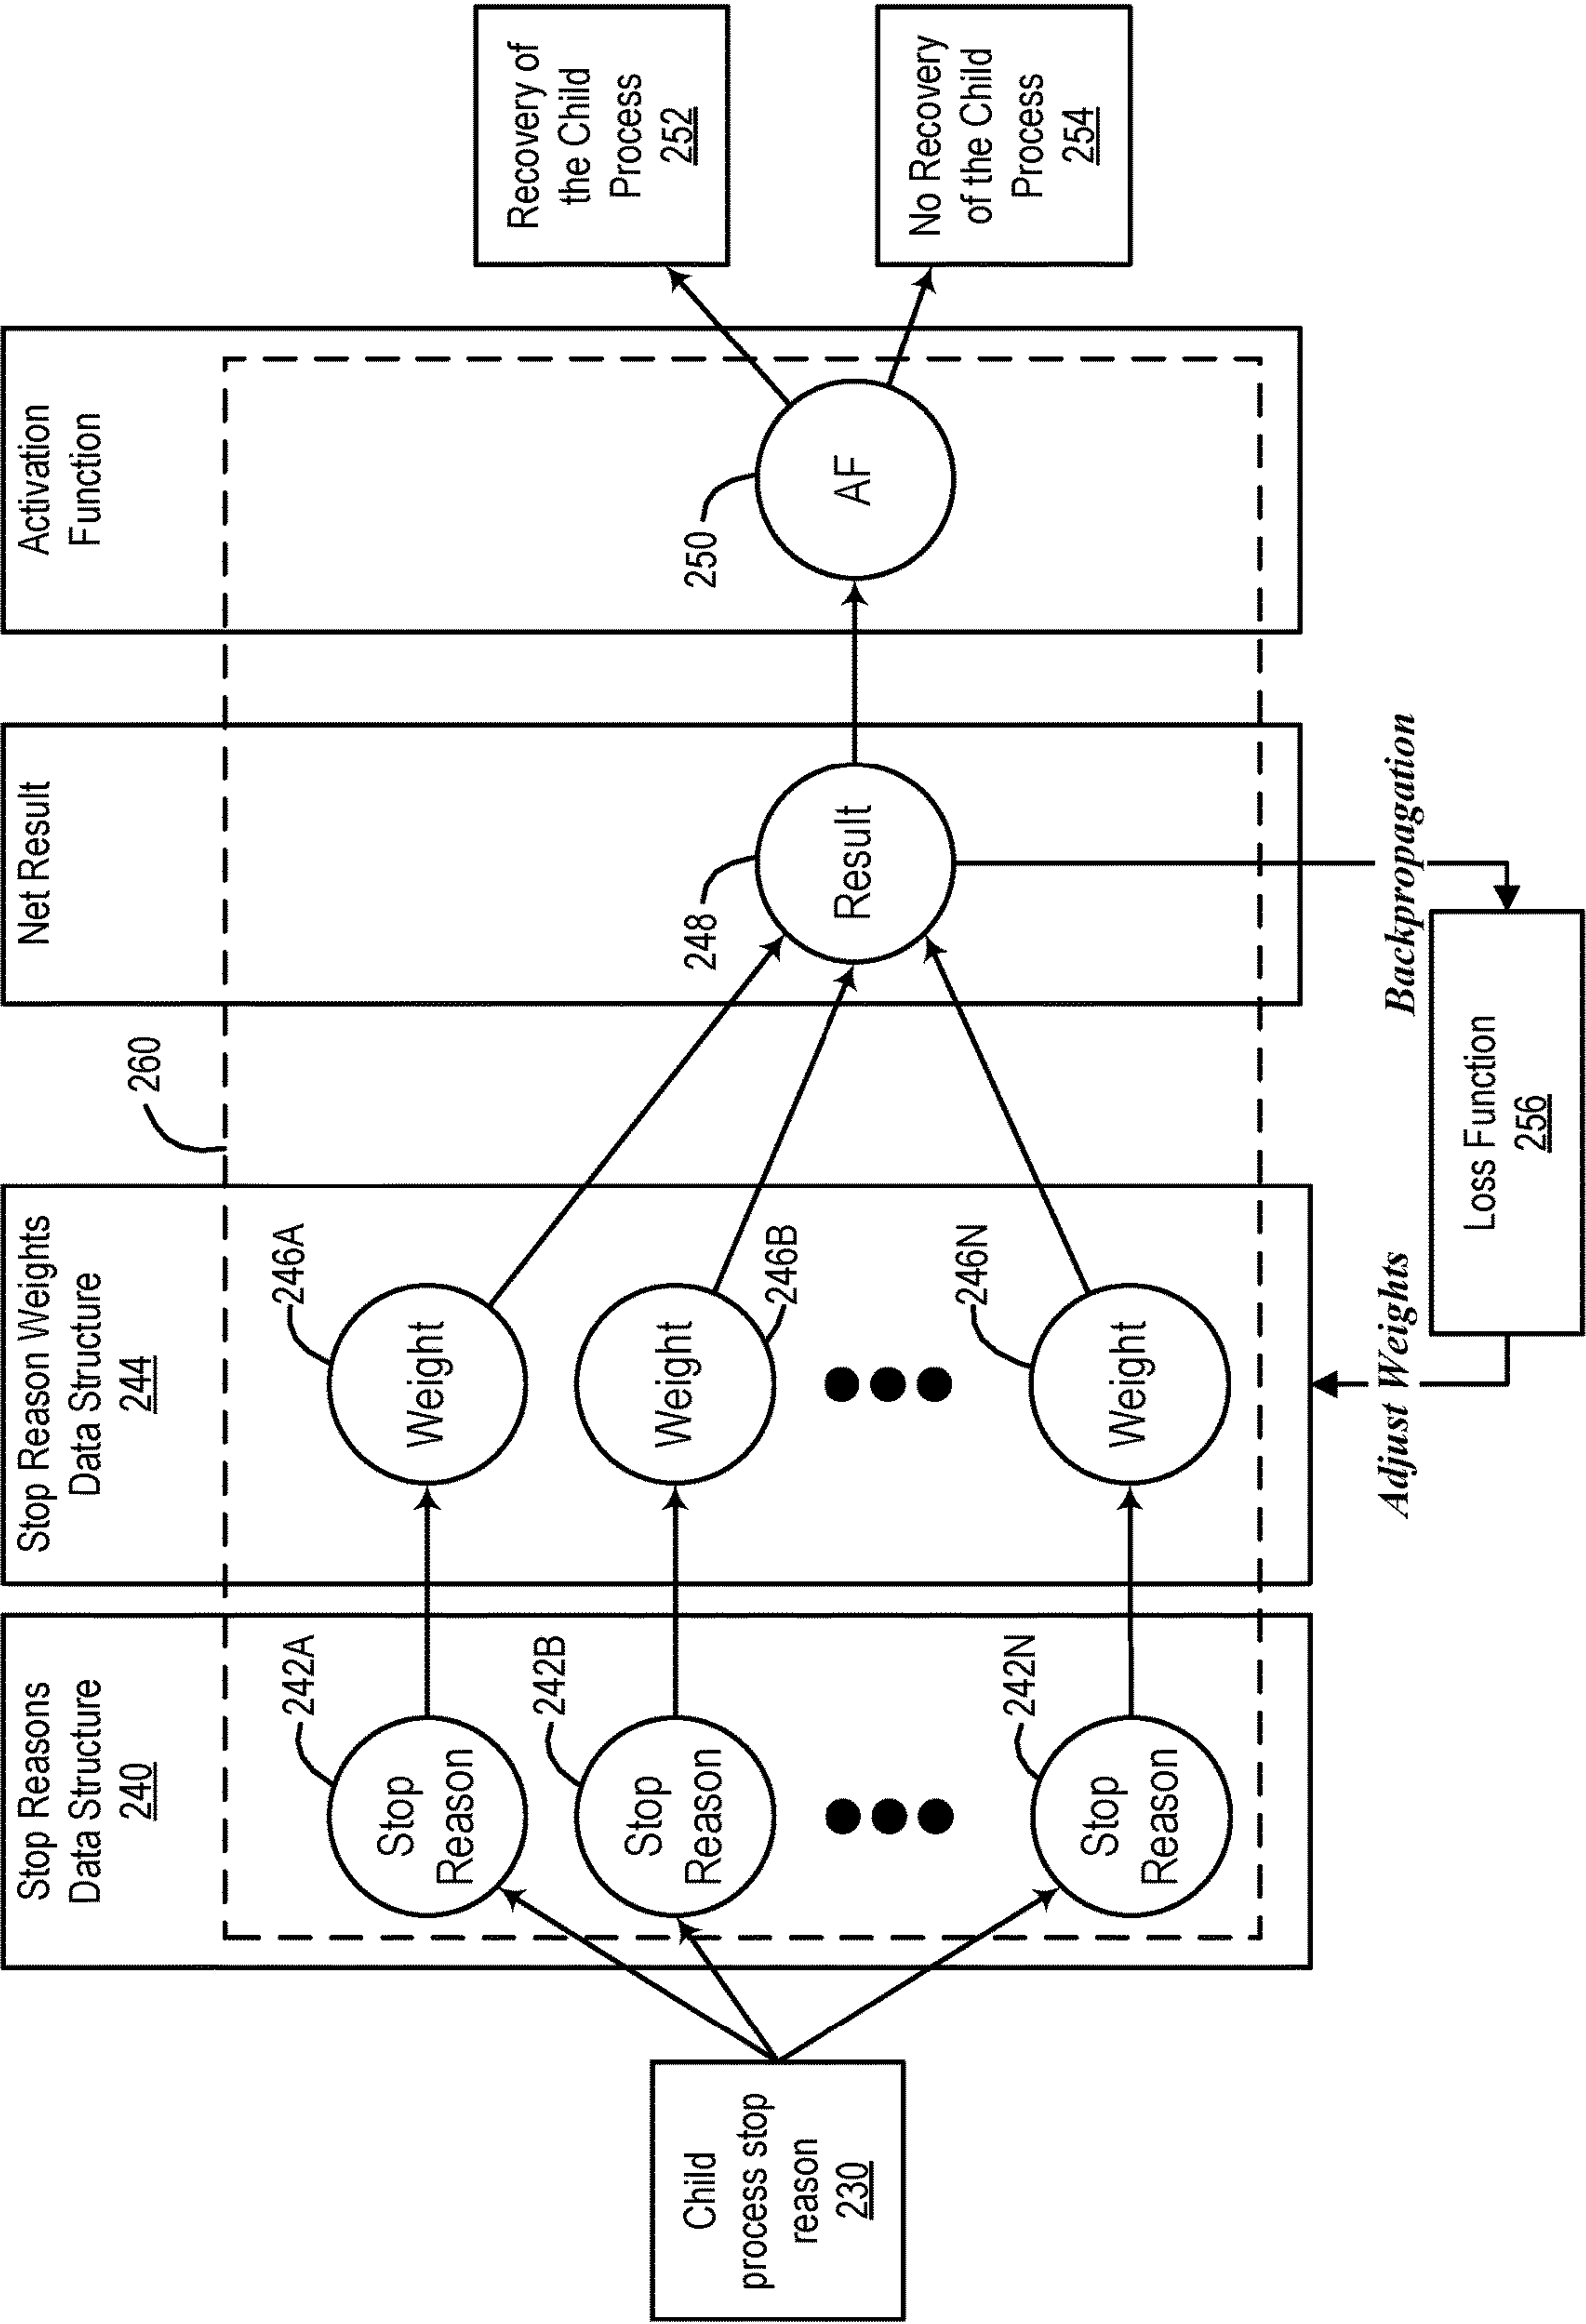 Child
process stop
reason
230
Stop Reasons
Data Structure
240
242A
Stop
Reason
242B
Stop
Reason
242N
Stop
Reason
Stop Reason Weights
Data Structure
244
246A
Weight
246B
Weight
246N
Weight
260
Net Result
248
Result
Activation
Function
250
AF
Recovery of
the Child
Process
252
No Recovery
of the Child
Process
254
Adjust Weights
Backpropagation
Loss Function
256